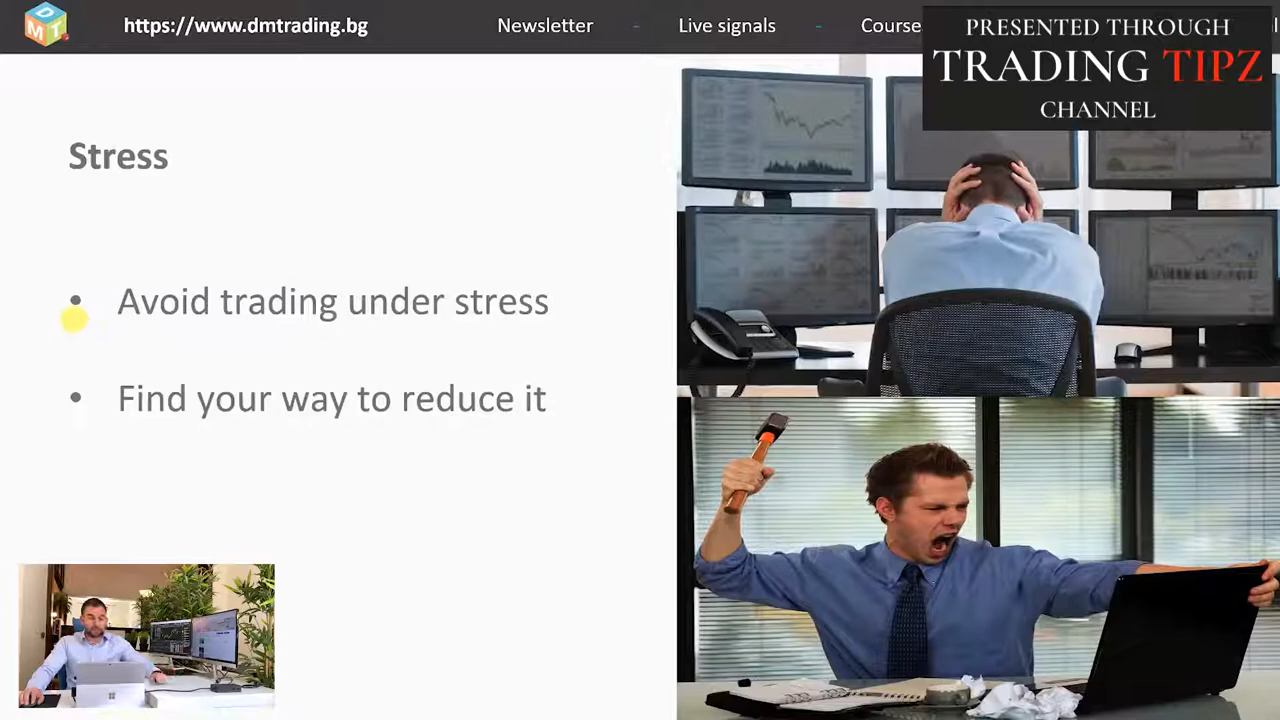 DMT
https://www.dmtrading.bg
Newsletter - Live signals - Course
PRESENTED THROUGH
TRADING TIPZ
CHANNEL
Stress
• Avoid trading under stress
• Find your way to reduce it